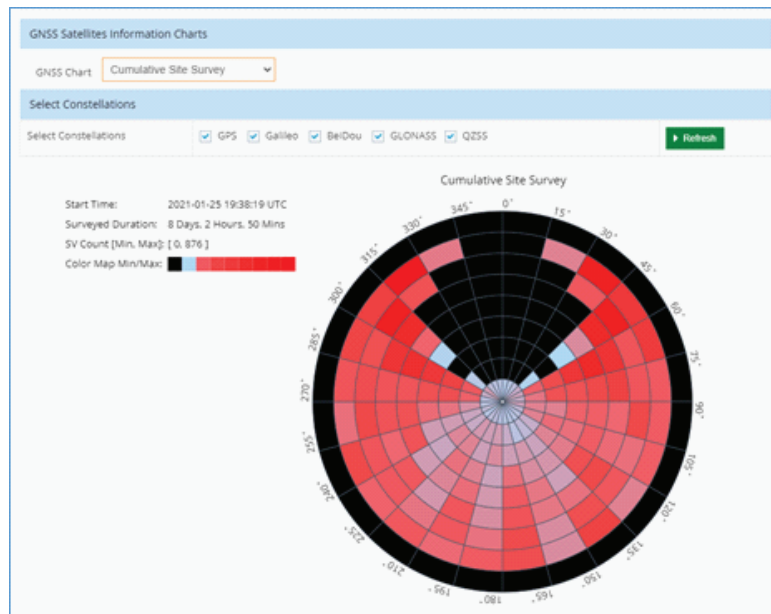 GNSS Satellites Information Charts
GNSS Chart Cumulative Site Survey
Select Constellations
Select Constellations GPS Galileo BeiDou GLONASS QZSS Refresh
Cumulative Site Survey
Start Time: 2021-01-25 19:38:19 UTC
Surveyed Duration: 8 Days, 2 Hours, 50 Mins
SV Count [Min, Max]: [ 0, 876 ]
Color Map Min/Max:
0°
15°
30°
45°
60°
75°
90°
105°
120°
135°
150°
165°
180°
195°
210°
225°
240°
255°
270°
285°
300°
315°
330°
345°